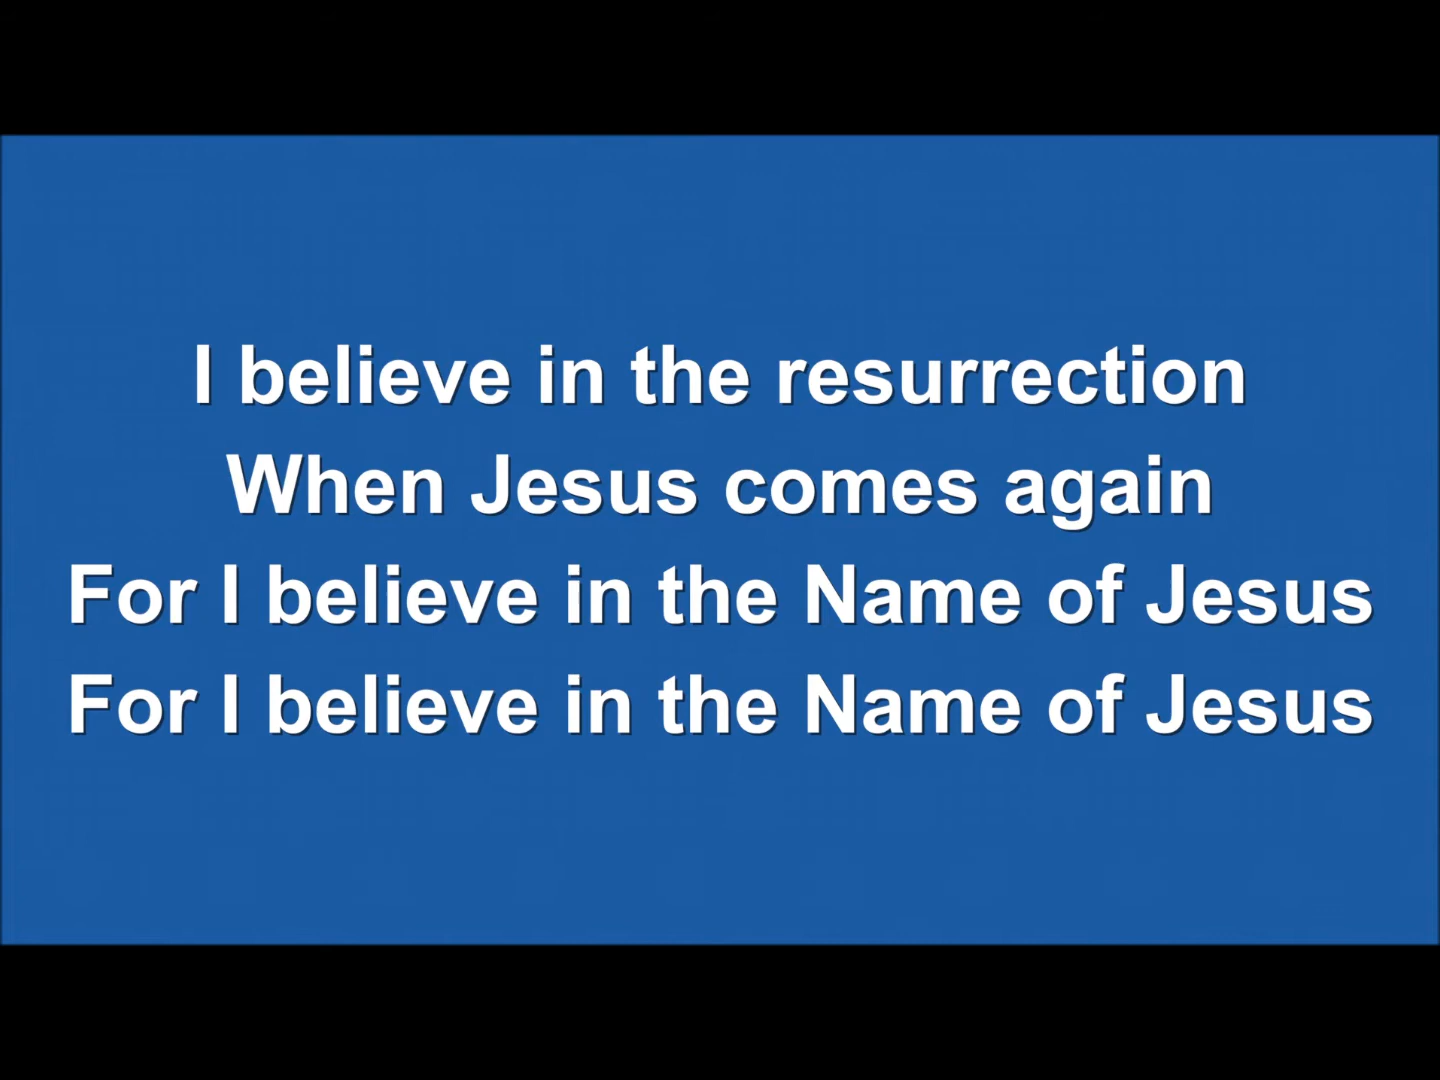 I believe in the resurrection
When Jesus comes again
For I believe in the Name of Jesus
For I believe in the Name of Jesus